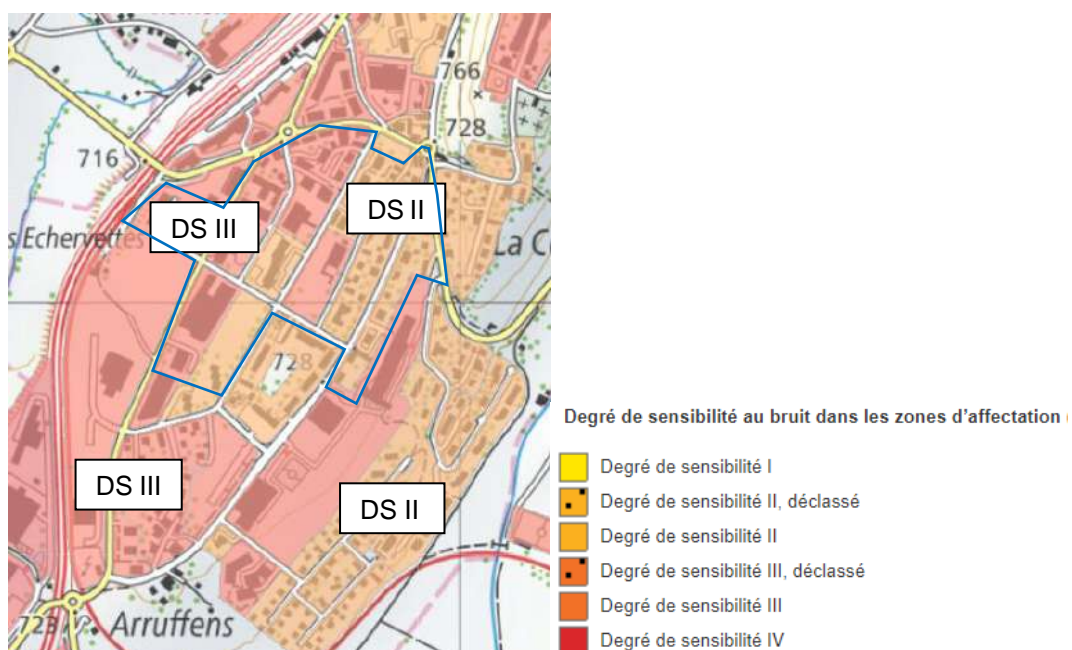 766
728
716
DS III
DS II
Echervettes
La C
728
DS III
DS II
Arruffens
Degré de sensibilité au bruit dans les zones d'affectation (
Degré de sensibilité I
Degré de sensibilité II, déclassé
Degré de sensibilité II
Degré de sensibilité III, déclassé
Degré de sensibilité III
Degré de sensibilité IV